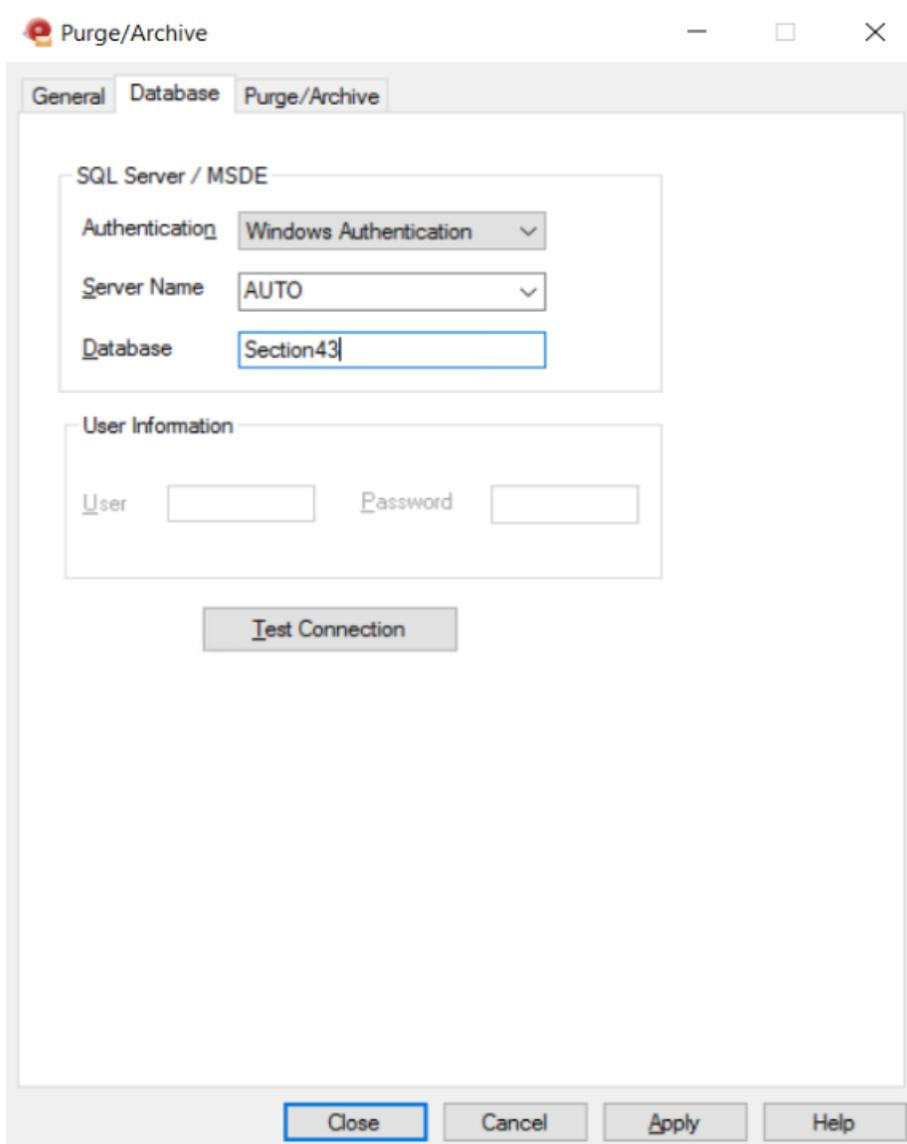 Purge/Archive
General Database Purge/Archive
SQL Server / MSDE
Authentication Windows Authentication
Server Name AUTO
Database Section43
User Information
User Password
Test Connection
Close Cancel Apply Help